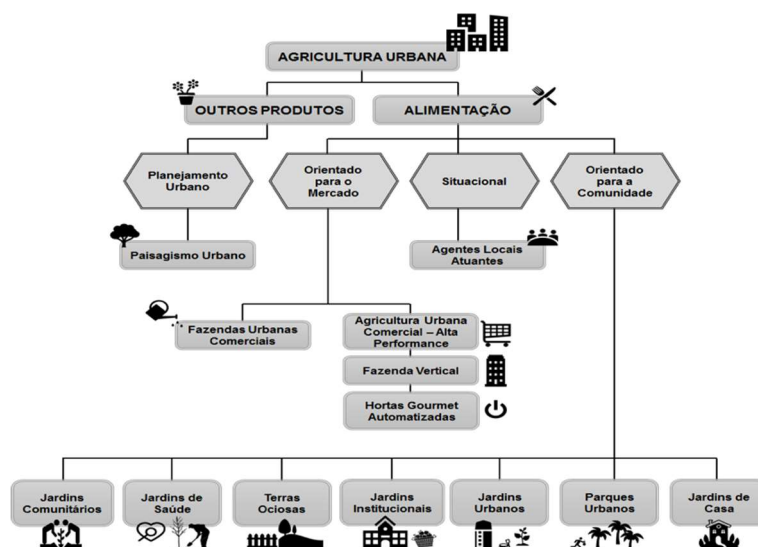 AGRICULTURA URBANA
OUTROS PRODUTOS
ALIMENTAÇÃO
Planejamento
Urbano
Orientado
para o
Mercado
Situacional
Orientado
para a
Comunidade
Paisagismo Urbano
Agentes Locais
Atuantes
Fazendas Urbanas
Comerciais
Agricultura Urbana
Comercial – Alta
Performance
Fazenda Vertical
Hortas Gourmet
Automatizadas
Jardins
Comunitários
Jardins de
Saúde
Terras
Ociosas
Jardins
Institucionais
Jardins
Urbanos
Parques
Urbanos
Jardins de
Casa